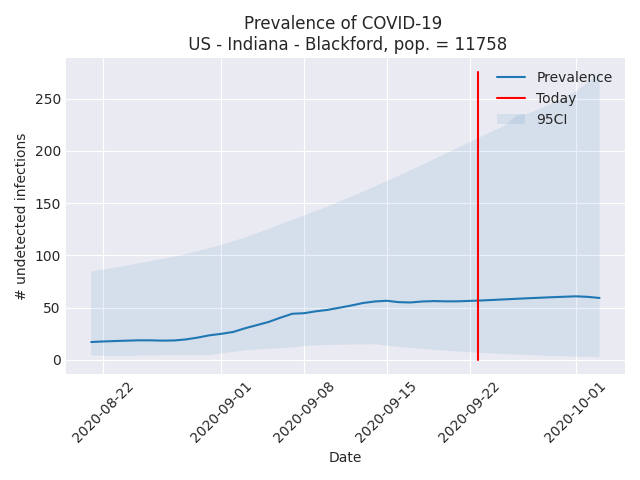 Prevalence of COVID-19
US - Indiana - Blackford, pop. = 11758
Prevalence
Today
95CI
# undetected infections
250
200
150
100
50
0
2020-08-22
2020-09-01
2020-09-08
2020-09-15
2020-09-22
2020-10-01
Date